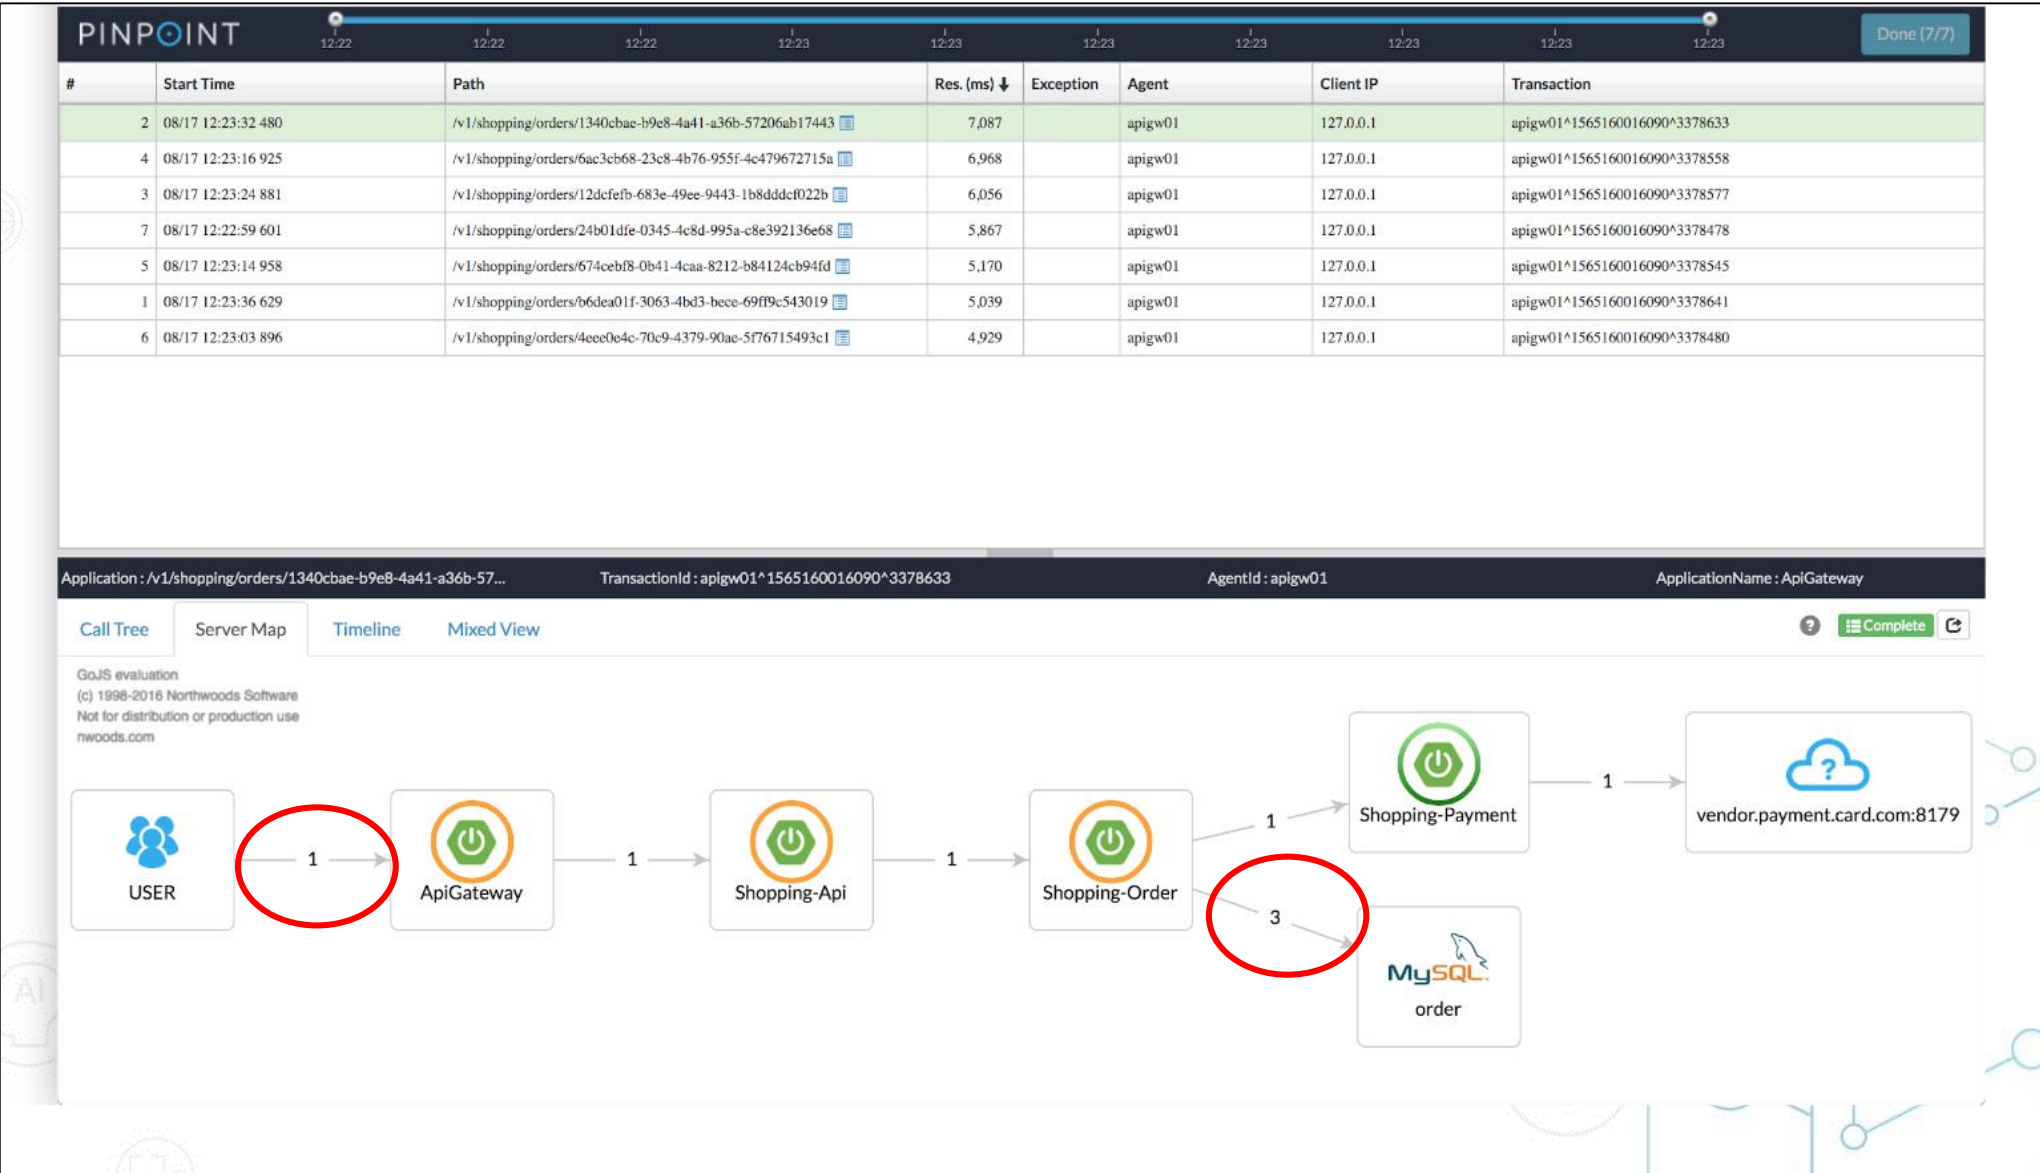 PINPOINT
12:22 12:22 12:22 12:23 12:23 12:23 12:23 12:23 12:23 12:23
Done (7/7)
# Start Time Path Res. (ms) Exception Agent Client IP Transaction
2 08/17 12:23:32 480 /v1/shopping/orders/1340cbae-b9e8-4a41-a36b-57206ab17443 7,087 apigw01 127.0.0.1 apigw01^1565160016090^3378633
4 08/17 12:23:16 925 /v1/shopping/orders/6ac3cb68-23c8-4b76-955f-4c479672715a 6,968 apigw01 127.0.0.1 apigw01^1565160016090^3378558
3 08/17 12:23:24 881 /v1/shopping/orders/12dcfefb-683e-49ee-9443-1b8dddcf022b 6,056 apigw01 127.0.0.1 apigw01^1565160016090^3378577
7 08/17 12:22:59 601 /v1/shopping/orders/24b01dfe-0345-4c8d-995a-c8e392136e68 5,867 apigw01 127.0.0.1 apigw01^1565160016090^3378478
5 08/17 12:23:14 958 /v1/shopping/orders/674cebf8-0b41-4caa-8212-b84124cb94fd 5,170 apigw01 127.0.0.1 apigw01^1565160016090^3378545
1 08/17 12:23:36 629 /v1/shopping/orders/b6dea01f-3063-4bd3-bece-69ff9c543019 5,039 apigw01 127.0.0.1 apigw01^1565160016090^3378641
6 08/17 12:23:03 896 /v1/shopping/orders/4eee0e4c-70c9-4379-90ae-5f76715493c1 4,929 apigw01 127.0.0.1 apigw01^1565160016090^3378480
Application : /v1/shopping/orders/1340cbae-b9e8-4a41-a36b-57... TransactionId : apigw01^1565160016090^3378633 AgentId : apigw01 ApplicationName : ApiGateway
Call Tree Server Map Timeline Mixed View ? Complete
GoJS evaluation
(c) 1998-2016 Northwoods Software
Not for distribution or production use
nwoods.com
USER
1
ApiGateway
1
Shopping-Api
1
Shopping-Order
1
Shopping-Payment
1
?
vendor.payment.card.com:8179
3
MySQL.
order
AI